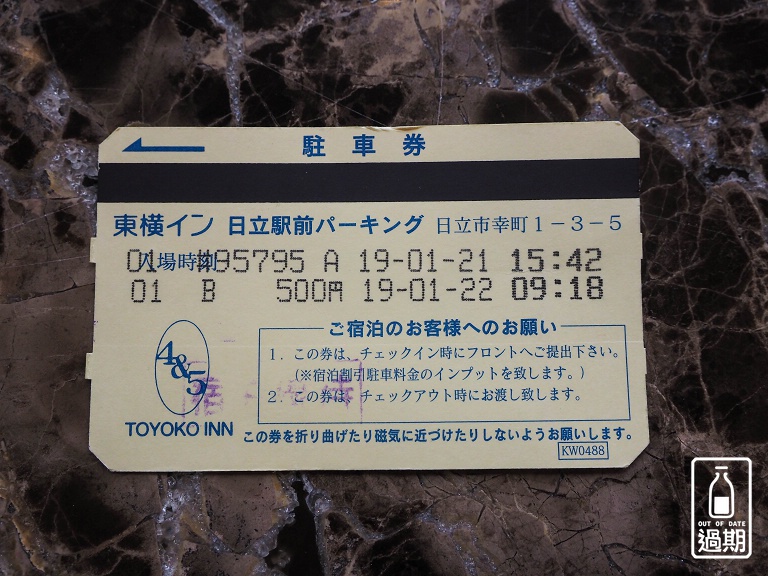 駐車券
東横イン 日立駅前パーキング 日立市幸町1-3-5
入場時刻
01 #95795 A 19-01-21 15:42
01 B 500円 19-01-22 09:18
4&5
TOYOKO INN
ご宿泊のお客様へのお願い
1. この券は、チェックイン時にフロントへご提出下さい。
(※宿泊割引駐車料金のインプットを致します。)
2. この券は、チェックアウト時にお渡し致します。
この券を折り曲げたり磁気に近づけたりしないようお願いします。
KW0488
OUT OF DATE
過期